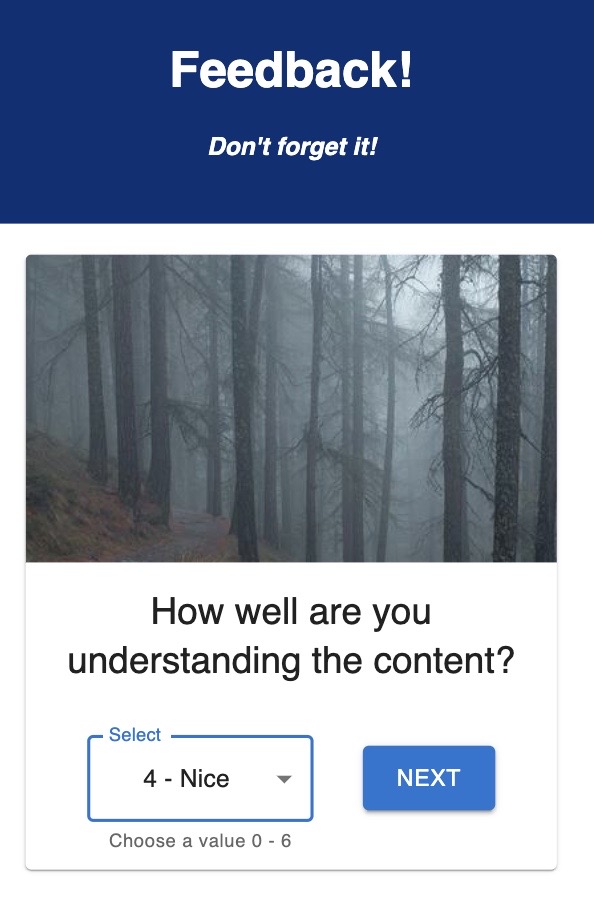 Feedback!
Don't forget it!
How well are you
understanding the content?
Select
4 - Nice
NEXT
Choose a value 0 - 6